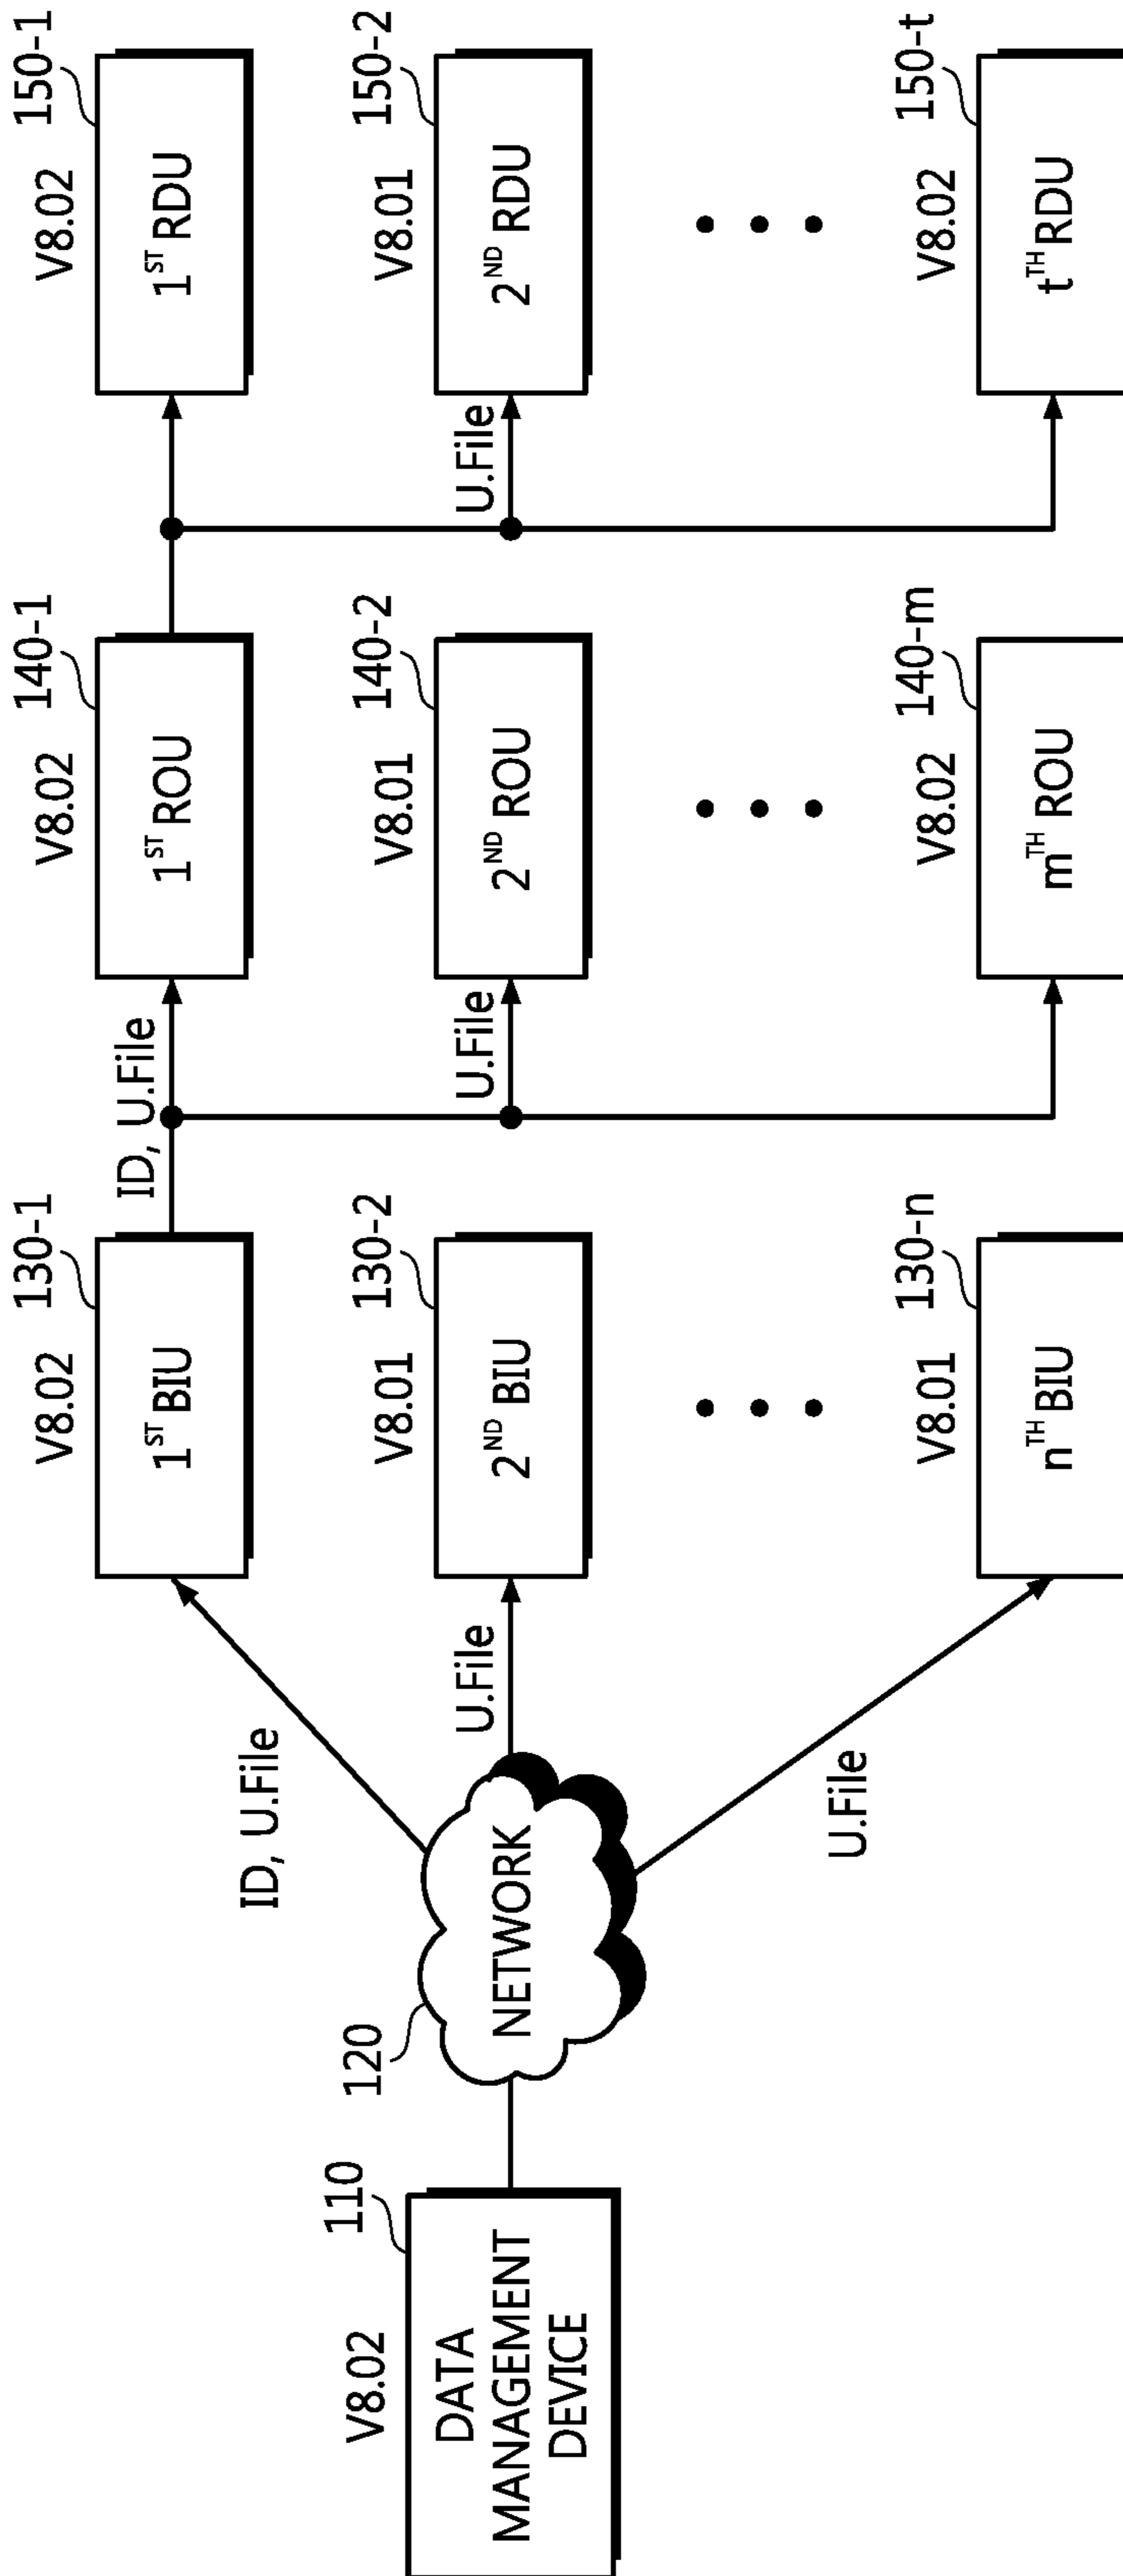 V8.02
110
DATA
MANAGEMENT
DEVICE
120
NETWORK
ID, U.File
U.File
U.File
V8.02
130-1
1ST BIU
V8.01
130-2
2ND BIU
V8.01
130-n
nTH BIU
ID, U.File
U.File
V8.02
140-1
1ST ROU
V8.01
140-2
2ND ROU
V8.02
140-m
mTH ROU
U.File
V8.02
150-1
1ST RDU
V8.01
150-2
2ND RDU
V8.02
150-t
tTH RDU